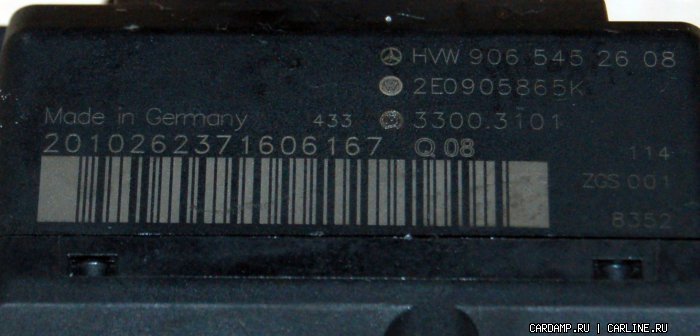 HVW 906 545 26 08
2E0905865K
Made in Germany 433 3300.3101
2010262371606167 Q 08
114
ZGS 001
8352
CARDAMP.RU | CARLINE.RU